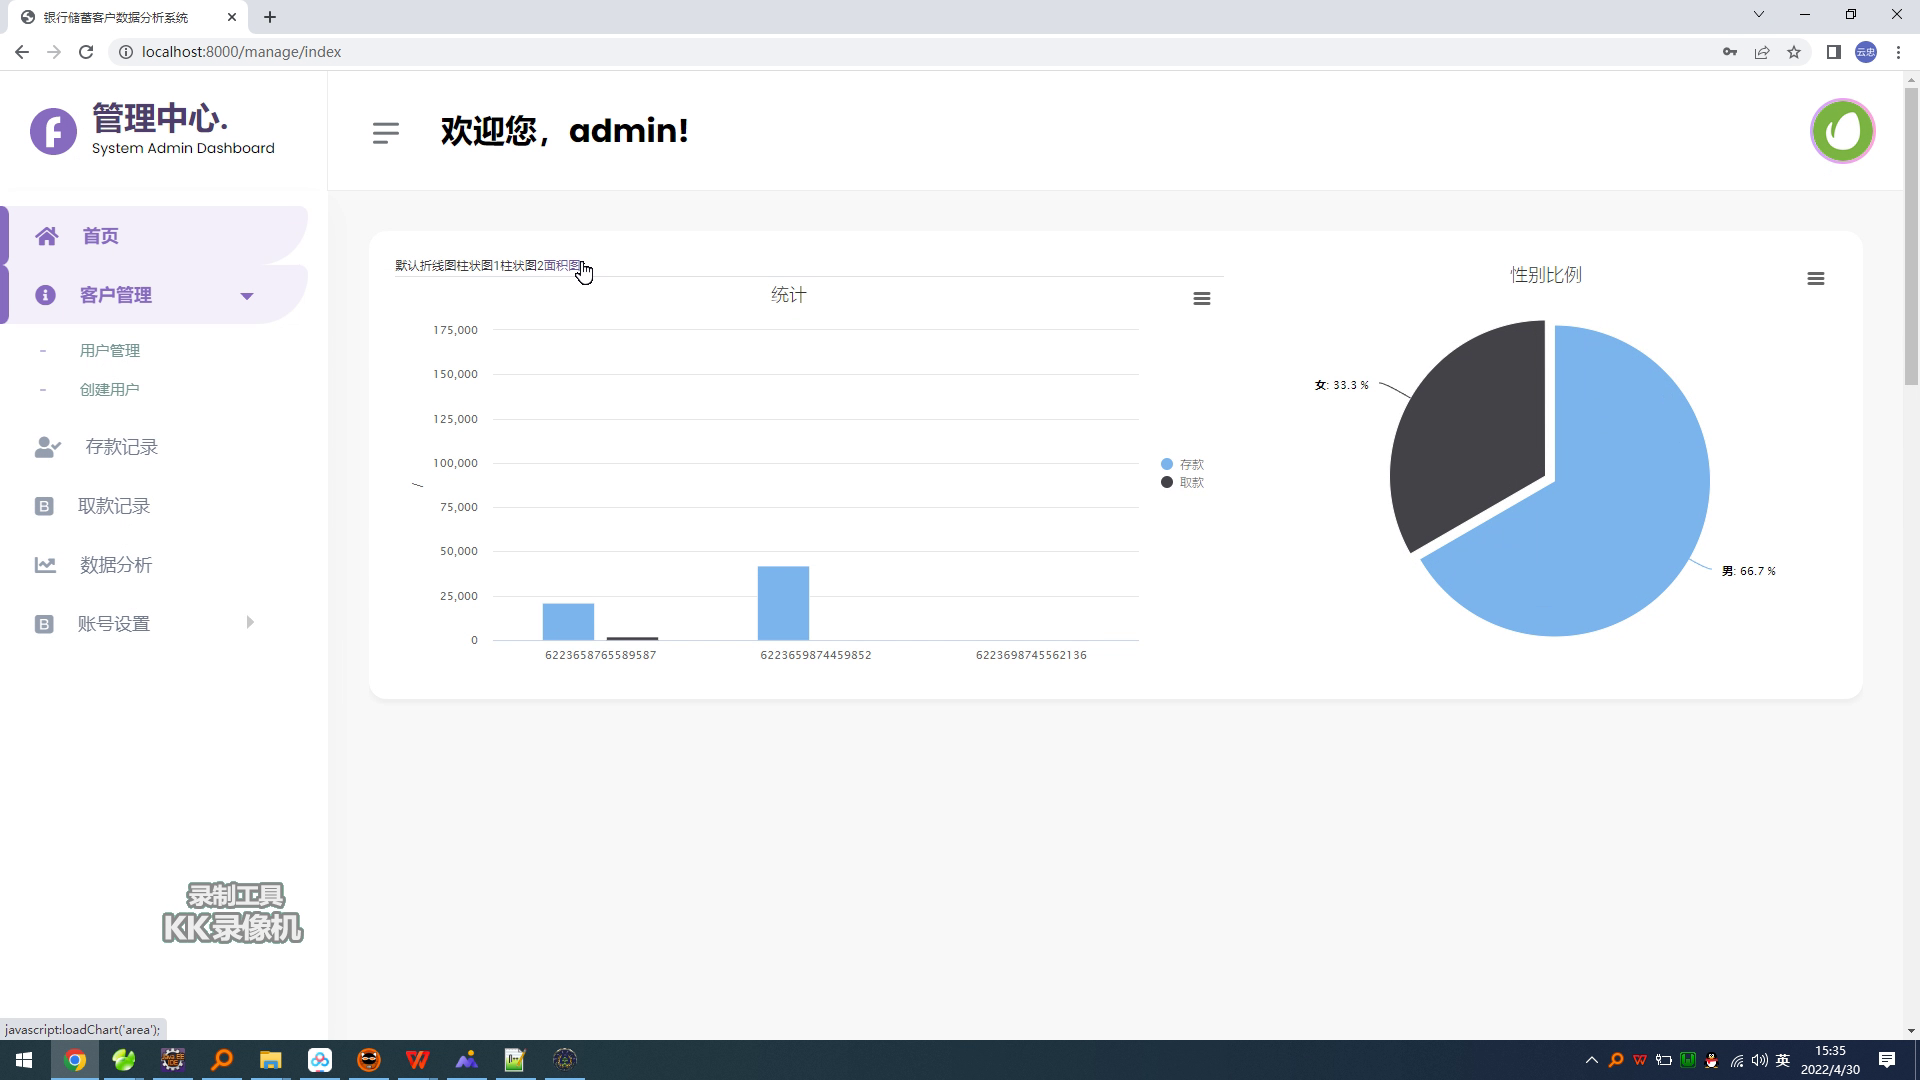 银行储蓄客户数据分析系统
localhost:8000/manage/index
云忠
管理中心.
System Admin Dashboard
欢迎您，admin!
首页
客户管理
- 用户管理
- 创建用户
存款记录
取款记录
数据分析
账号设置
默认折线图柱状图1柱状图2面积图
统计
175,000
150,000
125,000
100,000
75,000
50,000
25,000
0
6223658765589587
6223659874459852
6223698745562136
存款
取款
性别比例
女: 33.3 %
男: 66.7 %
录制工具
KK录像机
javascript:loadChart('area');
英
15:35
2022/4/30